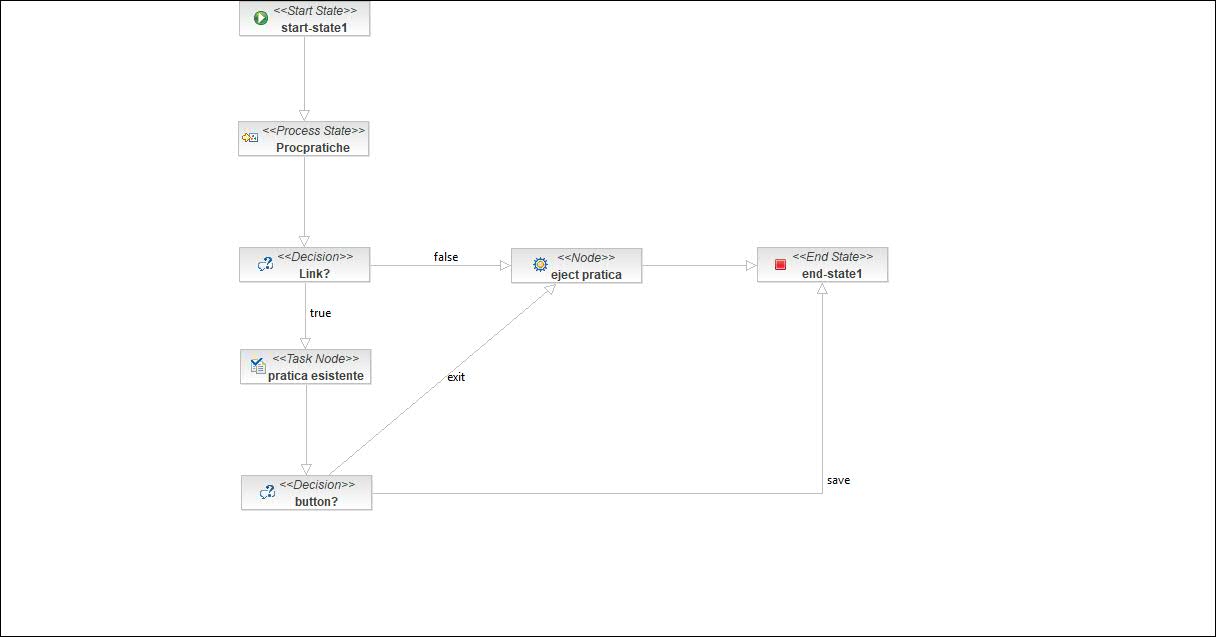 <<Start State>>
start-state1
<<Process State>>
Procpratiche
<<Decision>>
Link?
false
<<Node>>
eject pratica
<<End State>>
end-state1
true
<<Task Node>>
pratica esistente
exit
<<Decision>>
button?
save